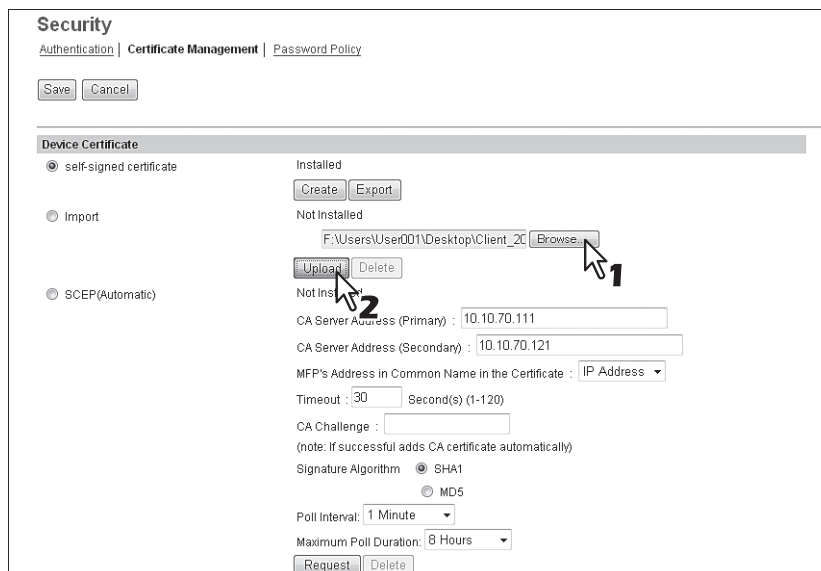 Security
Authentication | Certificate Management | Password Policy
Save Cancel
Device Certificate
self-signed certificate Installed
Create Export
Import Not Installed
F:\Users\User001\Desktop\Client_20 Browse...
1
Upload Delete
2
SCEP(Automatic) Not
CA Server Address (Primary) : 10.10.70.111
CA Server Address (Secondary) : 10.10.70.121
MFP's Address in Common Name in the Certificate : IP Address
Timeout : 30 Second(s) (1-120)
CA Challenge :
(note: If successful adds CA certificate automatically)
Signature Algorithm SHA1
MD5
Poll Interval: 1 Minute
Maximum Poll Duration: 8 Hours
Request Delete